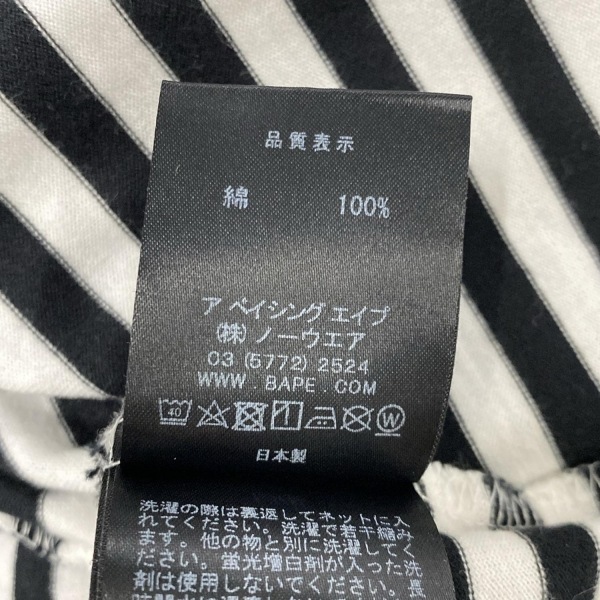 品質表示
綿 100%
ア ベイシング エイプ
(株) ノーウエア
03 (5772) 2524
WWW.BAPE.COM
40 W
日本製
洗濯の際は裏返してネットに入
れてください。洗濯で若干縮み
ます。他の物と別に洗濯してく
ださい。蛍光増白剤が入った洗
剤は使用しないでください。長